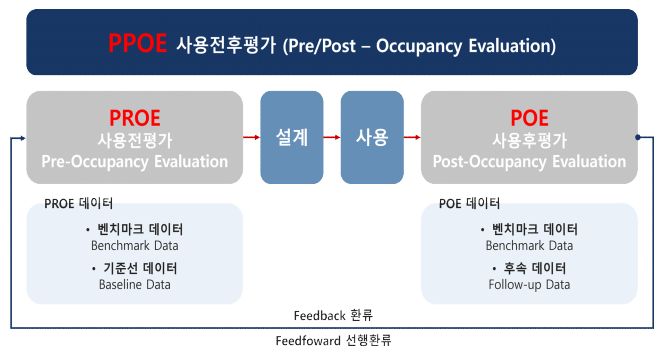 PPOE 사용전후평가 (Pre/Post – Occupancy Evaluation)
PROE
사용전평가
Pre-Occupancy Evaluation
설계
사용
POE
사용후평가
Post-Occupancy Evaluation
PROE 데이터
• 벤치마크 데이터
Benchmark Data
• 기준선 데이터
Baseline Data
POE 데이터
• 벤치마크 데이터
Benchmark Data
• 후속 데이터
Follow-up Data
Feedback 환류
Feedfoward 선행환류